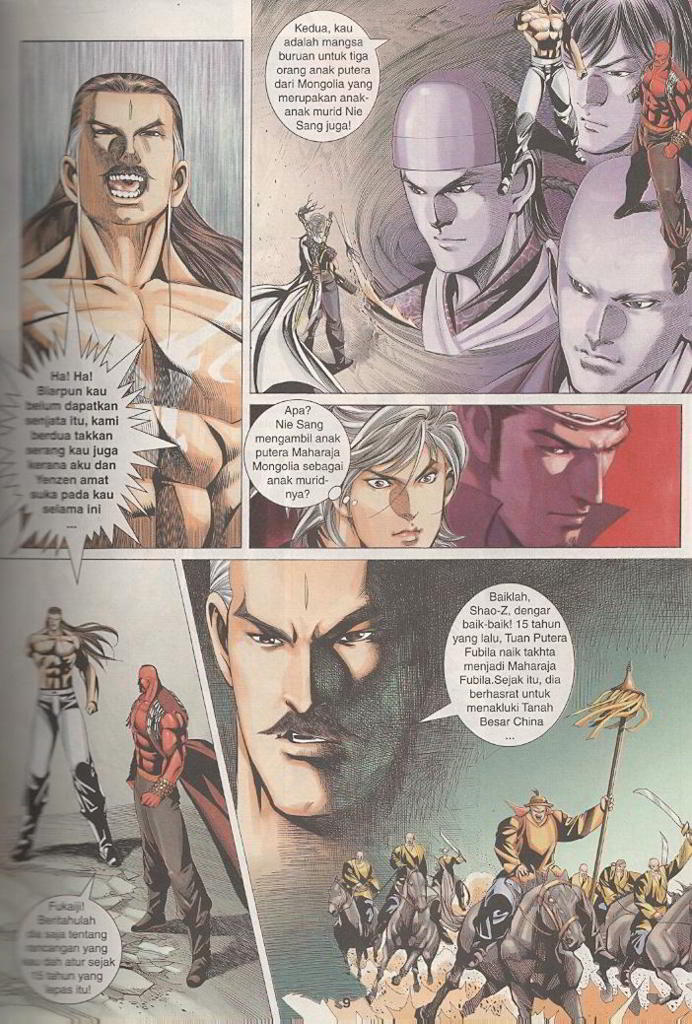 Ha! Ha!
Biarpun kau
belum dapatkan
senjata itu, kami
berdua takkan
serang kau juga
kerana aku dan
Yenzen amat
suka pada kau
selama ini
...
Kedua, kau
adalah mangsa
buruan untuk tiga
orang anak putera
dari Mongolia yang
merupakan anak-
anak murid Nie
Sang juga!
Apa?
Nie Sang
mengambil anak
putera Maharaja
Mongolia sebagai
anak murid-
nya?
Fukaiji!
Beritahulah
dia saja tentang
rancangan yang
kau dah atur sejak
15 tahun yang
lepas itu!
Baiklah,
Shao-Z, dengar
baik-baik! 15 tahun
yang lalu, Tuan Putera
Fubila naik takhta
menjadi Maharaja
Fubila.Sejak itu, dia
berhasrat untuk
menakluki Tanah
Besar China
...
9